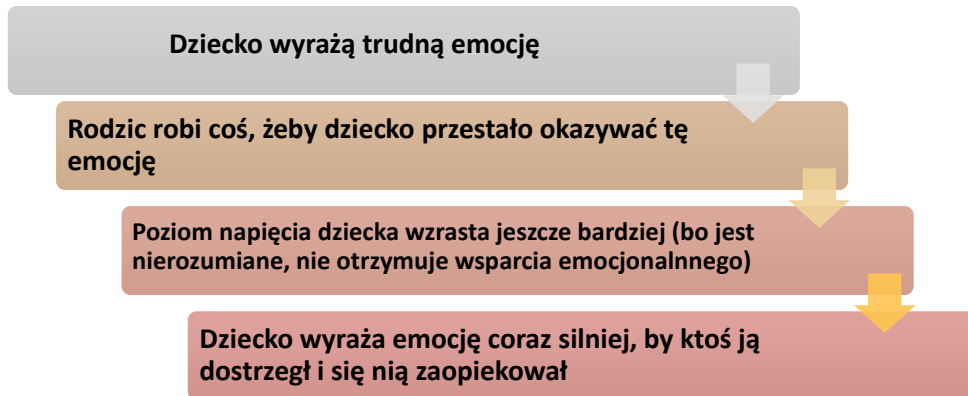 Dziecko wyrażą trudną emocję
Rodzic robi coś, żeby dziecko przestało okazywać tę
emocję
Poziom napięcia dziecka wzrasta jeszcze bardziej (bo jest
nierozumiane, nie otrzymuje wsparcia emocjonalnnego)
Dziecko wyraża emocję coraz silniej, by ktoś ją
dostrzegł i się nią zaopiekował